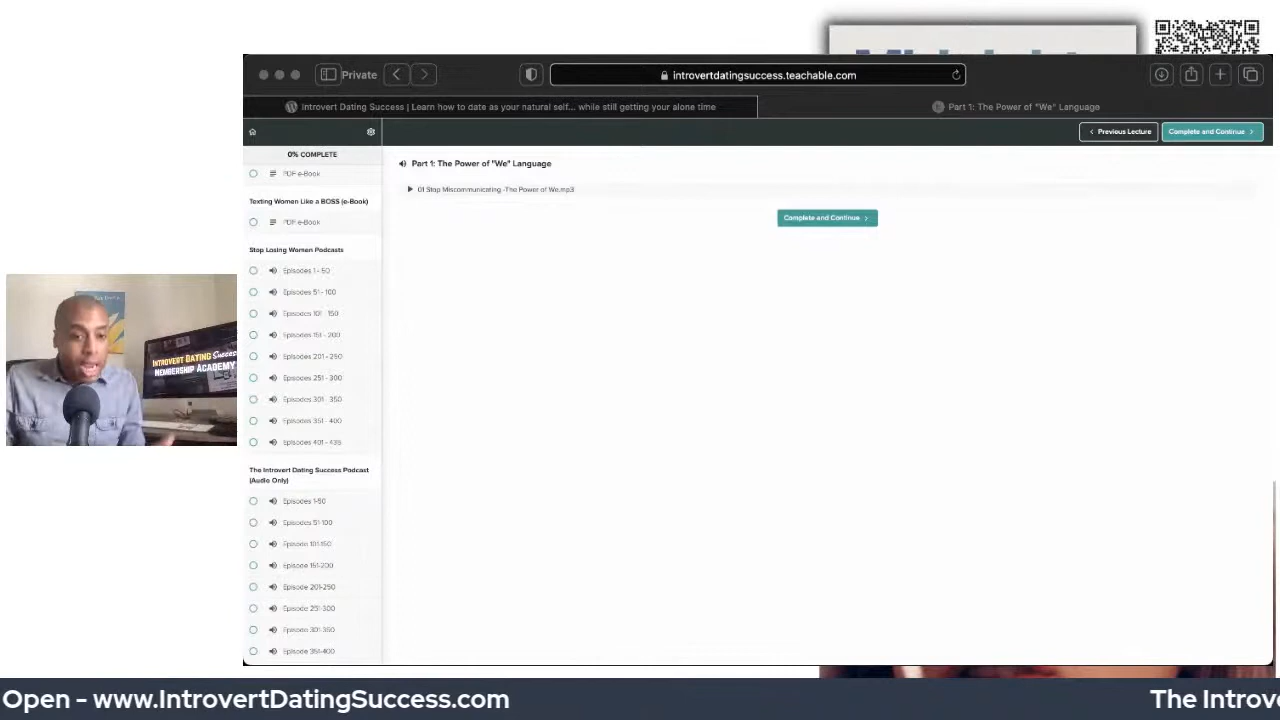 Private
introvertdatingsuccess.teachable.com
Introvert Dating Success | Learn how to date as your natural self... while still getting your alone time
Part 1: The Power of "We" Language
Previous Lecture
Complete and Continue
0% COMPLETE
PDF e-Book
Texting Women Like a BOSS (e-Book)
PDF e-Book
Stop Losing Women Podcasts
Episodes 1 - 50
Episodes 51 - 100
Episodes 101 - 150
Episodes 151 - 200
Episodes 201 - 250
Episodes 251 - 300
Episodes 301 - 350
Episodes 351 - 400
Episodes 401 - 435
The Introvert Dating Success Podcast
(Audio Only)
Episodes 1-50
Episodes 51-100
Episode 101-150
Episode 151-200
Episode 201-250
Episode 251-300
Episode 301-350
Episode 351-400
Part 1: The Power of "We" Language
01 Stop Miscommunicating -The Power of We.mp3
Complete and Continue
INTROVERT DATING Success
MEMBERSHIP ACADEMY
Open - www.IntrovertDatingSuccess.com
The Introve